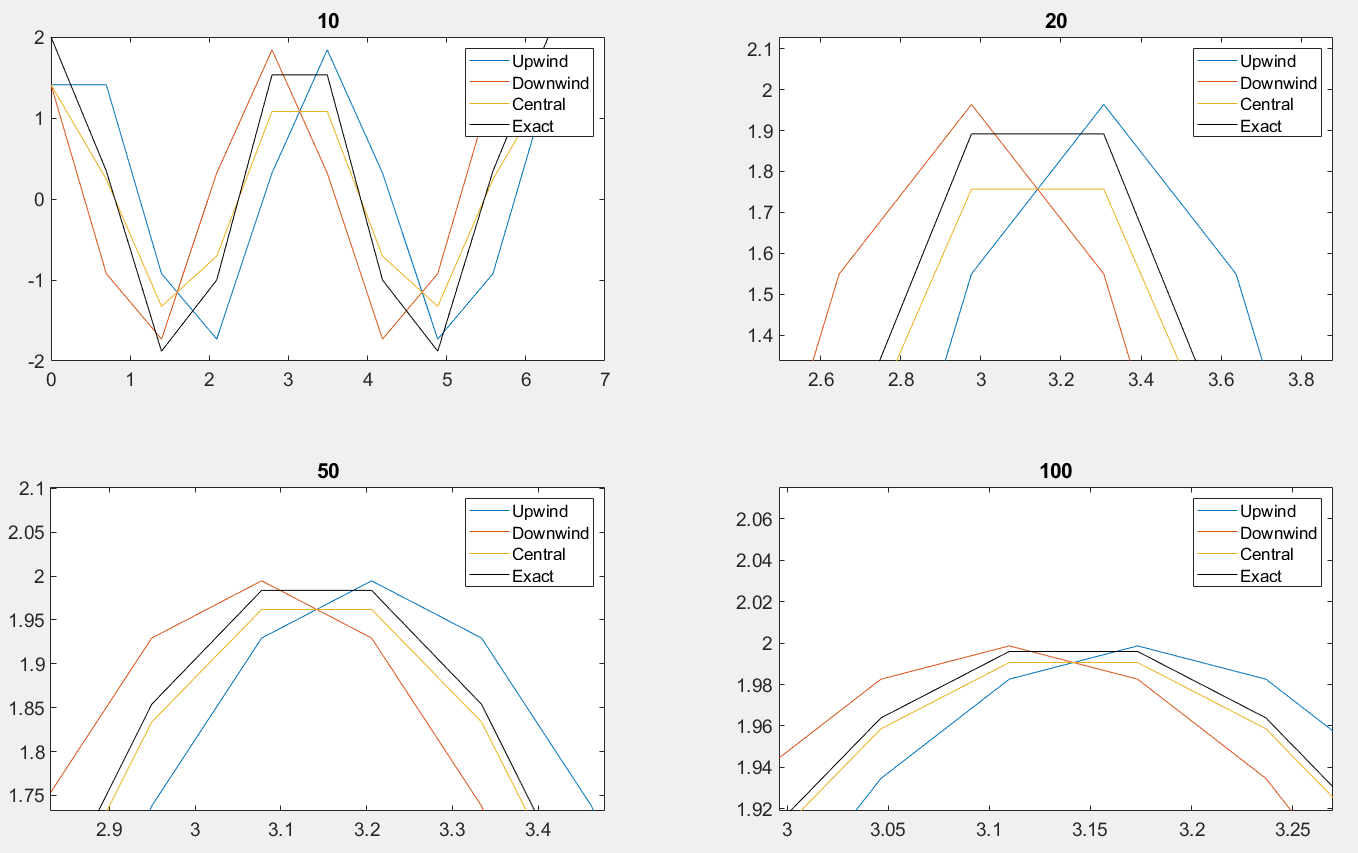 10
2
1
0
-1
-2
0 1 2 3 4 5 6 7
Upwind
Downwind
Central
Exact
20
2.1
2
1.9
1.8
1.7
1.6
1.5
1.4
2.6 2.8 3 3.2 3.4 3.6 3.8
Upwind
Downwind
Central
Exact
50
2.1
2.05
2
1.95
1.9
1.85
1.8
1.75
2.9 3 3.1 3.2 3.3 3.4
Upwind
Downwind
Central
Exact
100
2.06
2.04
2.02
2
1.98
1.96
1.94
1.92
3 3.05 3.1 3.15 3.2 3.25
Upwind
Downwind
Central
Exact